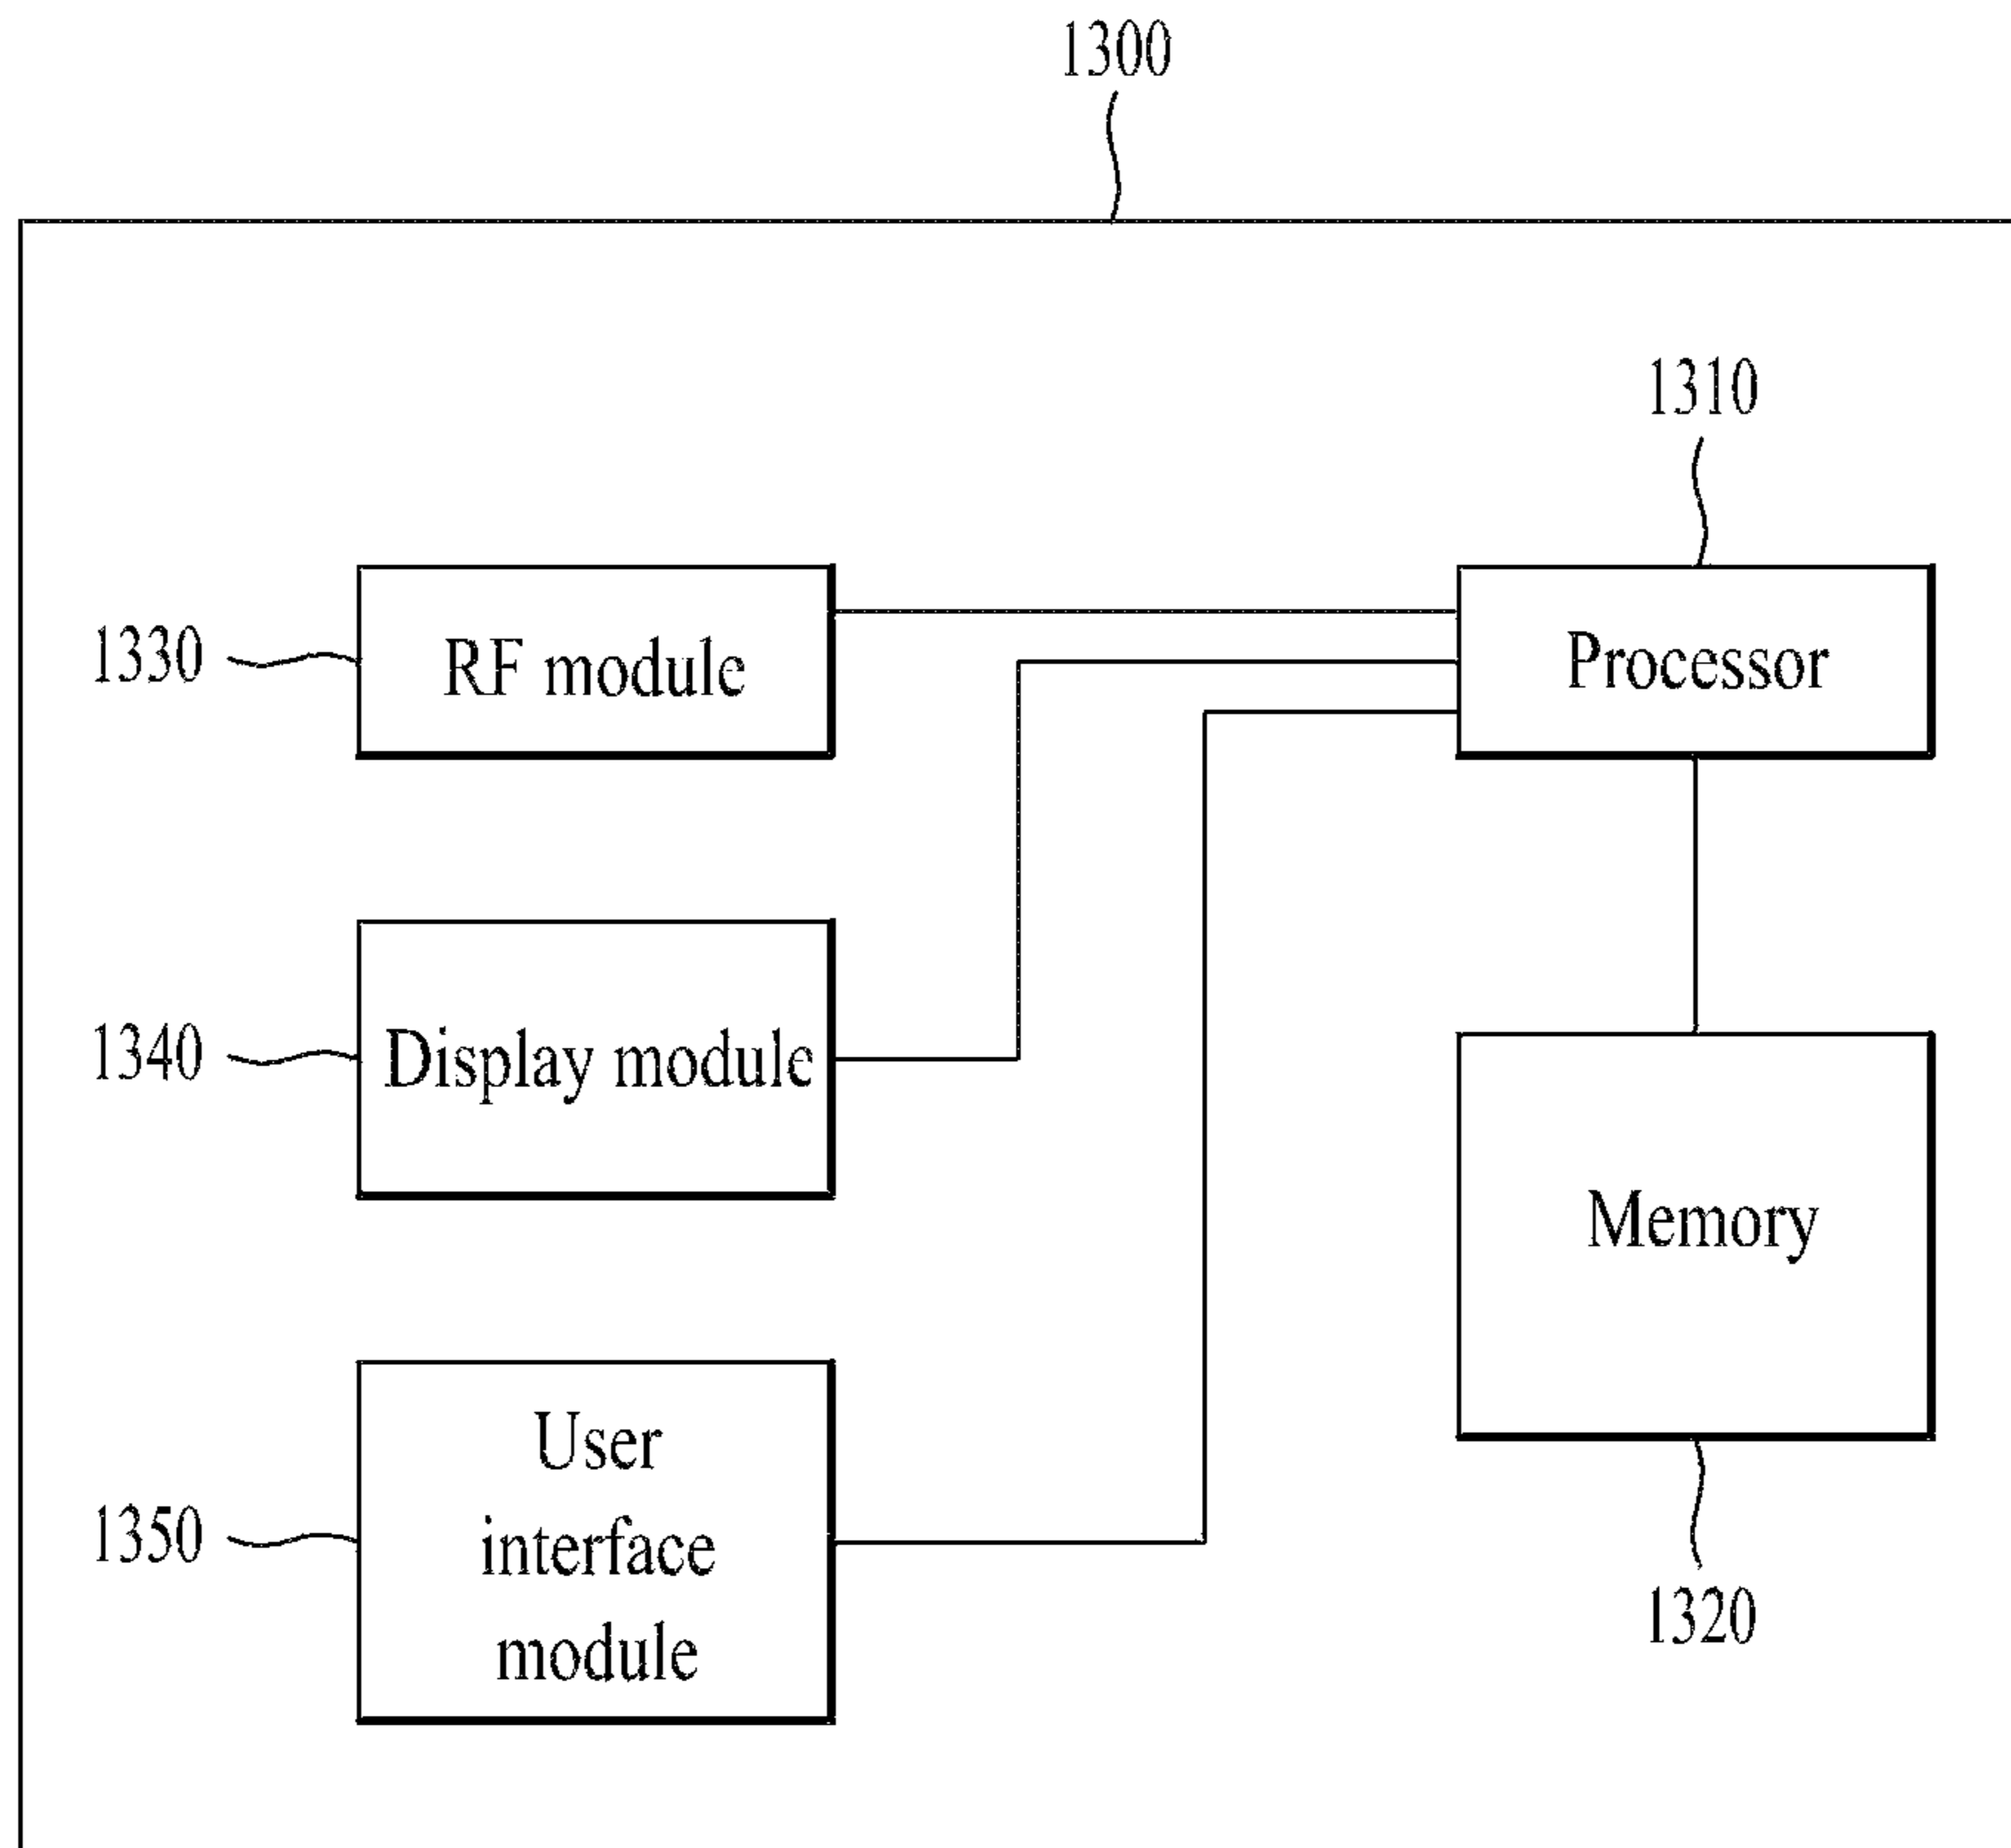 1300
1310
1330
RF module
Processor
1340
Display module
Memory
1350
User
interface
module
1320